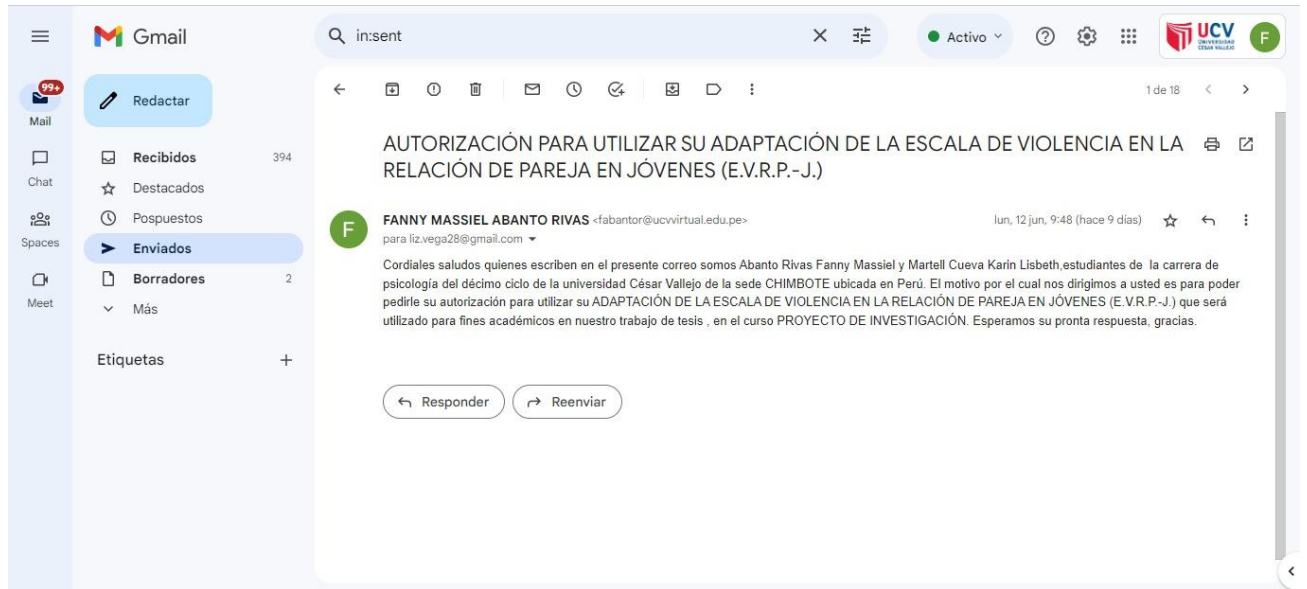 Gmail
in:sent
Activo
UCV
UNIVERSIDAD
CÉSAR VALLEJO
F
99+
Mail
Chat
Spaces
Meet
Redactar
Recibidos 394
Destacados
Pospuestos
Enviados
Borradores 2
Más
Etiquetas
1 de 18
AUTORIZACIÓN PARA UTILIZAR SU ADAPTACIÓN DE LA ESCALA DE VIOLENCIA EN LA
RELACIÓN DE PAREJA EN JÓVENES (E.V.R.P.-J.)
F
FANNY MASSIEL ABANTO RIVAS <fabantor@ucvvirtual.edu.pe> lun, 12 jun, 9:48 (hace 9 días)
para liz.vega28@gmail.com
Cordiales saludos quienes escriben en el presente correo somos Abanto Rivas Fanny Massiel y Martell Cueva Karin Lisbeth,estudiantes de la carrera de
psicología del décimo ciclo de la universidad César Vallejo de la sede CHIMBOTE ubicada en Perú. El motivo por el cual nos dirigimos a usted es para poder
pedirle su autorización para utilizar su ADAPTACIÓN DE LA ESCALA DE VIOLENCIA EN LA RELACIÓN DE PAREJA EN JÓVENES (E.V.R.P.-J.) que será
utilizado para fines académicos en nuestro trabajo de tesis , en el curso PROYECTO DE INVESTIGACIÓN. Esperamos su pronta respuesta, gracias.
Responder
Reenviar